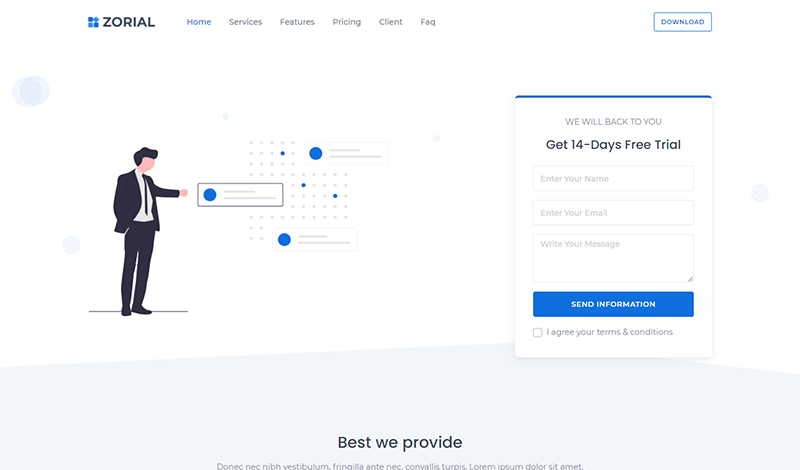 ZORIAL
Home Services Features Pricing Client Faq
DOWNLOAD
WE WILL BACK TO YOU
Get 14-Days Free Trial
Enter Your Name
Enter Your Email
Write Your Message
SEND INFORMATION
I agree your terms & conditions
Best we provide
Donec nec nibh vestibulum, fringilla ante nec, convallis turpis. Lorem ipsum dolor sit amet,